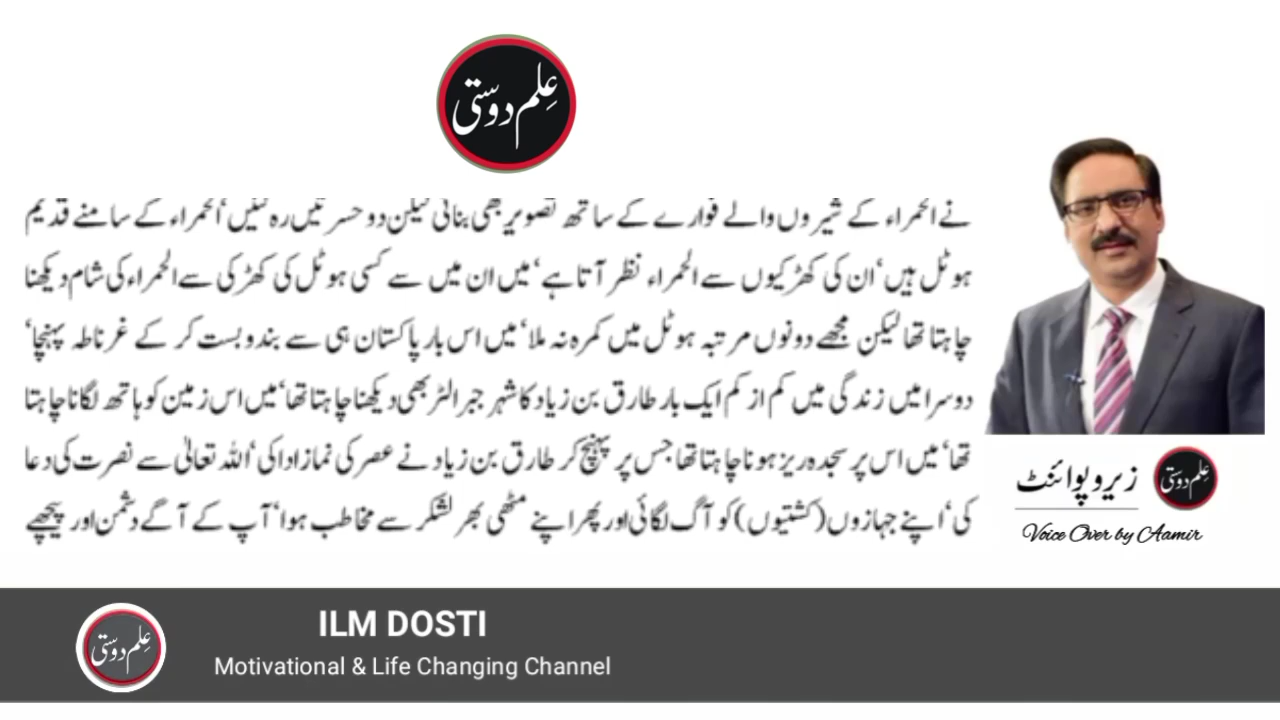 عِلم دوستی
نے الحمراء کے شیروں والے فوارے کے ساتھ تصویر بھی بنائی لیکن دو حسرتیں رہ گئیں‘ الحمراء کے سامنے قدیم
ہوٹل ہیں‘ ان کی کھڑکیوں سے الحمراء نظر آتا ہے‘ میں ان میں سے کسی ہوٹل کی کھڑکی سے الحمراء کی شام دیکھنا
چاہتا تھا لیکن مجھے دونوں مرتبہ ہوٹل میں کمرہ نہ ملا‘ میں اس بار پاکستان ہی سے بندوبست کر کے غرناطہ پہنچا‘
دوسرا میں زندگی میں کم از کم ایک بار طارق بن زیاد کا شہر جبرالٹر بھی دیکھنا چاہتا تھا‘ میں اس زمین کو ہاتھ لگانا چاہتا
تھا‘ میں اس پر سجدہ ریز ہونا چاہتا تھا جس پر پہنچ کر طارق بن زیاد نے عصر کی نماز ادا کی‘ اللہ تعالیٰ سے نصرت کی دعا
کی‘ اپنے جہازوں (کشتیوں) کو آگ لگائی اور پھر اپنے مٹھی بھر لشکر سے مخاطب ہوا‘ آپ کے آگے دشمن اور پیچھے
زیرو پوائنٹ
عِلم دوستی
Voice Over by Aamir
عِلم دوستی
ILM DOSTI
Motivational & Life Changing Channel